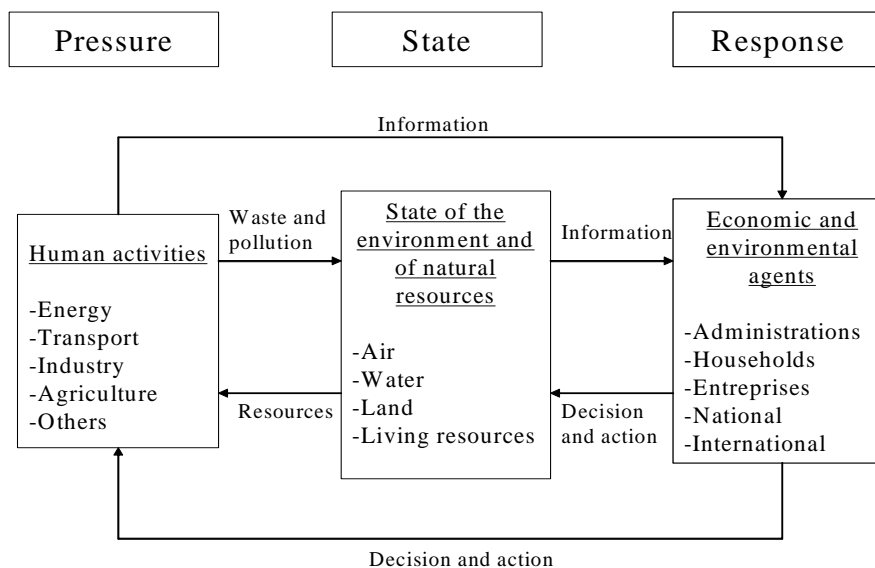 Pressure
State
Response
Information
Human activities
-Energy
-Transport
-Industry
-Agriculture
-Others
Waste and
pollution
Resources
State of the
environment and
of natural
resources
-Air
-Water
-Land
-Living resources
Information
Decision
and action
Economic and
environmental
agents
-Administrations
-Households
-Entreprises
-National
-International
Decision and action